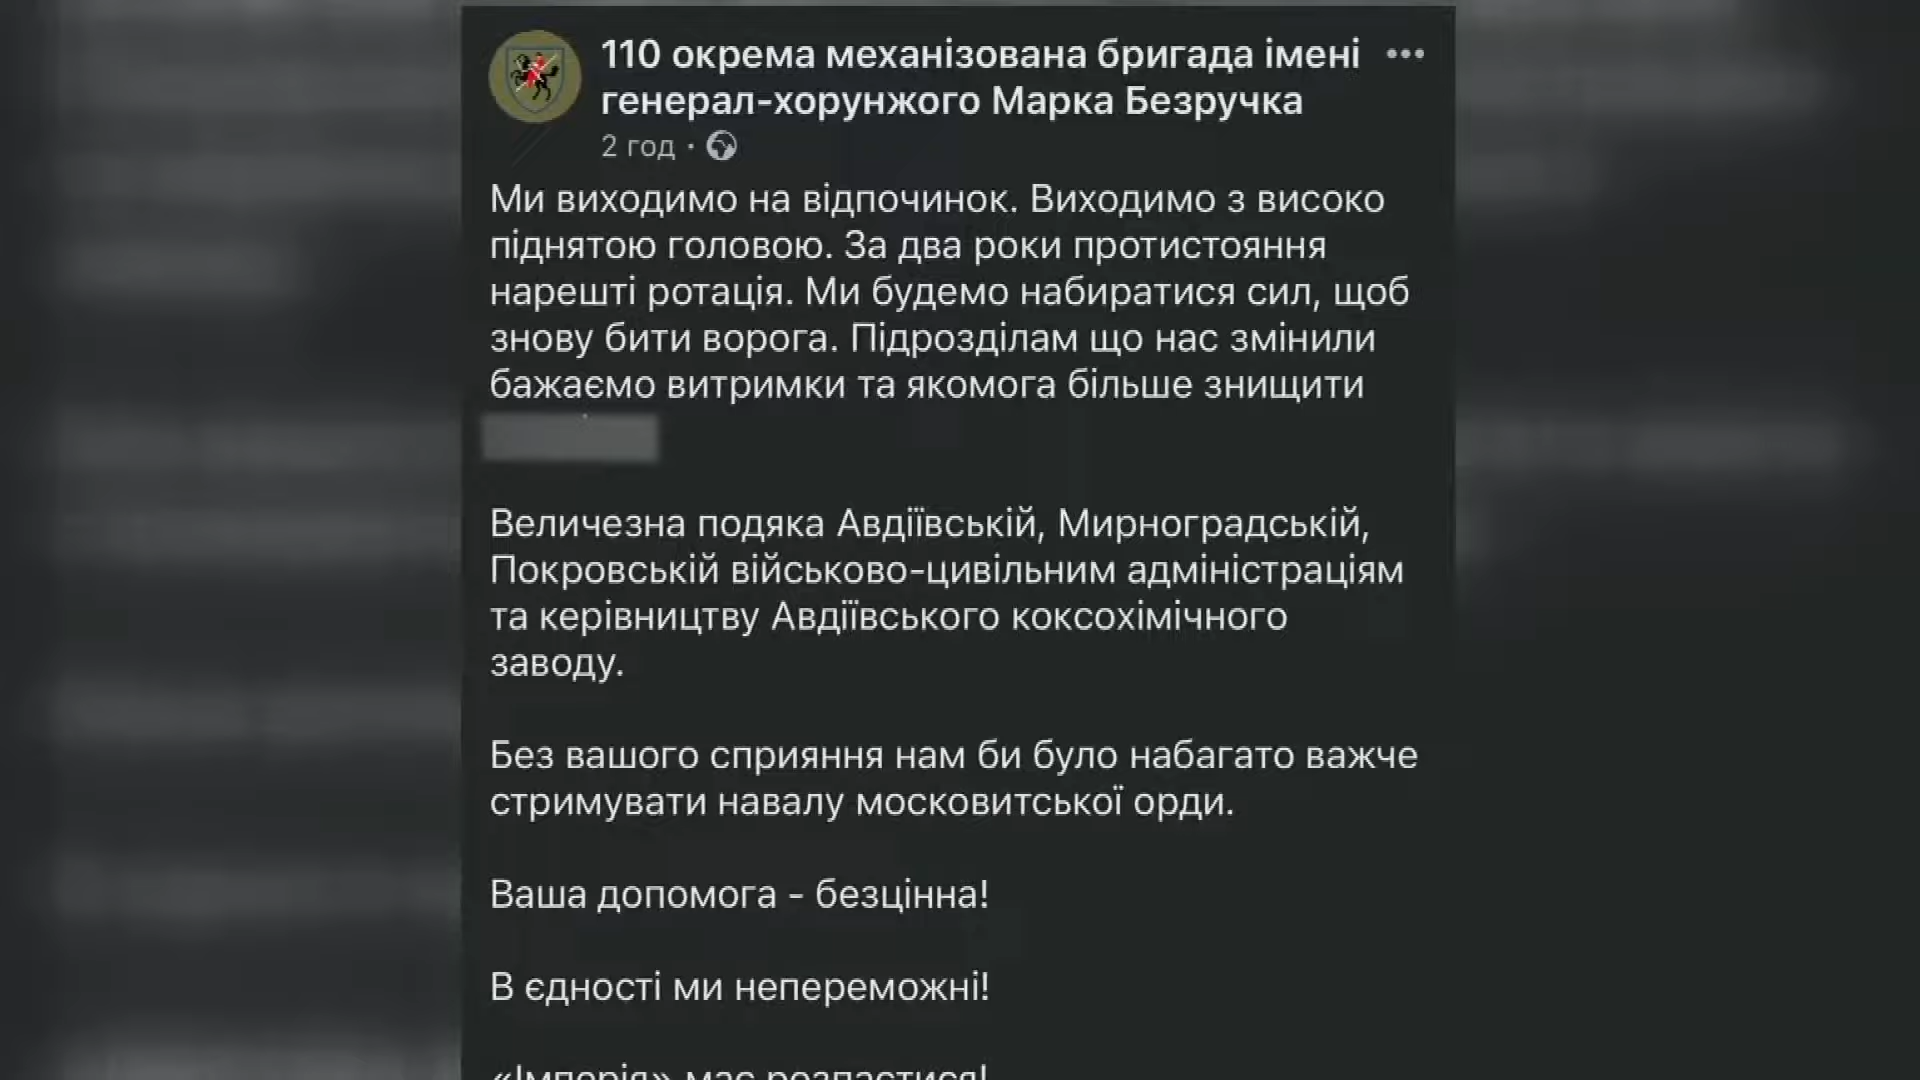 110 окрема механізована бригада імені
генерал-хорунжого Марка Безручка
2 год ·
Ми виходимо на відпочинок. Виходимо з високо
піднятою головою. За два роки протистояння
нарешті ротація. Ми будемо набиратися сил, щоб
знову бити ворога. Підрозділам що нас змінили
бажаємо витримки та якомога більше знищити
Величезна подяка Авдіївській, Мирноградській,
Покровській військово-цивільним адміністраціям
та керівництву Авдіївського коксохімічного
заводу.
Без вашого сприяння нам би було набагато важче
стримувати навалу московитської орди.
Ваша допомога - безцінна!
В єдності ми непереможні!
«Імперія» має розпастися!